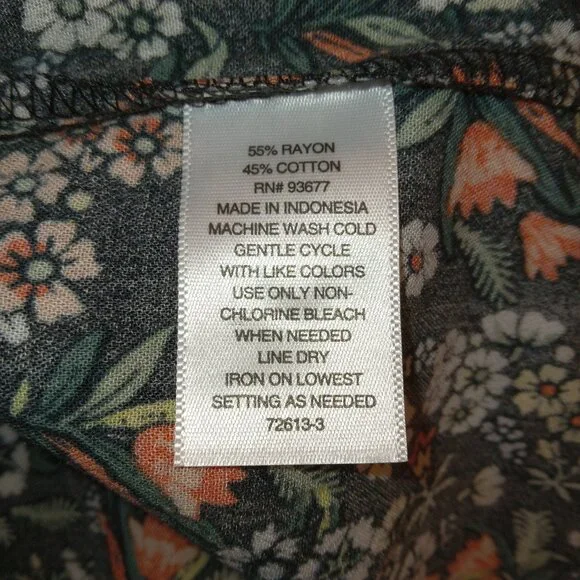 55% RAYON
45% COTTON
RN# 93677
MADE IN INDONESIA
MACHINE WASH COLD
GENTLE CYCLE
WITH LIKE COLORS
USE ONLY NON-
CHLORINE BLEACH
WHEN NEEDED
LINE DRY
IRON ON LOWEST
SETTING AS NEEDED
72613-3